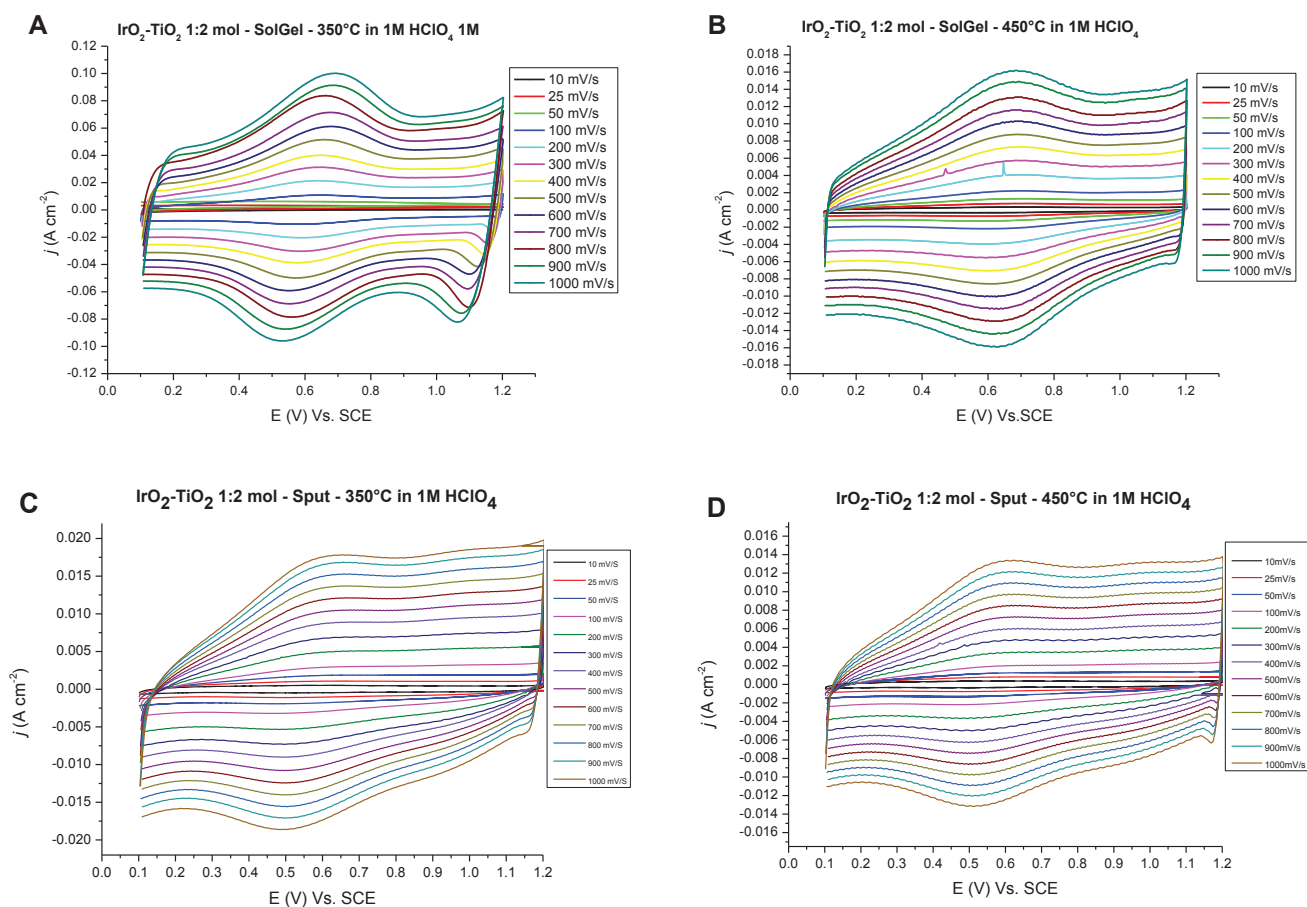 A
IrO2-TiO2 1:2 mol - SolGel - 350°C in 1M HClO4 1M
0.12
0.10
0.08
0.06
0.04
0.02
0.00
-0.02
-0.04
-0.06
-0.08
-0.10
-0.12
j (A cm-2)
0.0 0.2 0.4 0.6 0.8 1.0 1.2
E (V) Vs. SCE
10 mV/s
25 mV/s
50 mV/s
100 mV/s
200 mV/s
300 mV/s
400 mV/s
500 mV/s
600 mV/s
700 mV/s
800 mV/s
900 mV/s
1000 mV/s
B
IrO2-TiO2 1:2 mol - SolGel - 450°C in 1M HClO4
0.018
0.016
0.014
0.012
0.010
0.008
0.006
0.004
0.002
0.000
-0.002
-0.004
-0.006
-0.008
-0.010
-0.012
-0.014
-0.016
-0.018
j (A cm-2)
0.0 0.2 0.4 0.6 0.8 1.0 1.2
E (V) Vs.SCE
10 mV/s
25 mV/s
50 mV/s
100 mV/s
200 mV/s
300 mV/s
400 mV/s
500 mV/s
600 mV/s
700 mV/s
800 mV/s
900 mV/s
1000 mV/s
C
IrO2-TiO2 1:2 mol - Sput - 350°C in 1M HClO4
0.020
0.015
0.010
0.005
0.000
-0.005
-0.010
-0.015
-0.020
j (A cm-2)
0.0 0.1 0.2 0.3 0.4 0.5 0.6 0.7 0.8 0.9 1.0 1.1 1.2
E (V) Vs. SCE
10 mV/S
25 mV/S
50 mV/S
100 mV/S
200 mV/S
300 mV/S
400 mV/S
500 mV/S
600 mV/S
700 mV/S
800 mV/S
900 mV/S
1000 mV/S
D
IrO2-TiO2 1:2 mol - Sput - 450°C in 1M HClO4
0.016
0.014
0.012
0.010
0.008
0.006
0.004
0.002
0.000
-0.002
-0.004
-0.006
-0.008
-0.010
-0.012
-0.014
-0.016
j (A cm-2)
0.0 0.1 0.2 0.3 0.4 0.5 0.6 0.7 0.8 0.9 1.0 1.1 1.2
E (V) Vs. SCE
10mV/s
25mV/s
50mV/s
100mV/s
200mV/s
300mV/s
400mV/s
500mV/s
600mV/s
700mV/s
800mV/s
900mV/s
1000mV/s